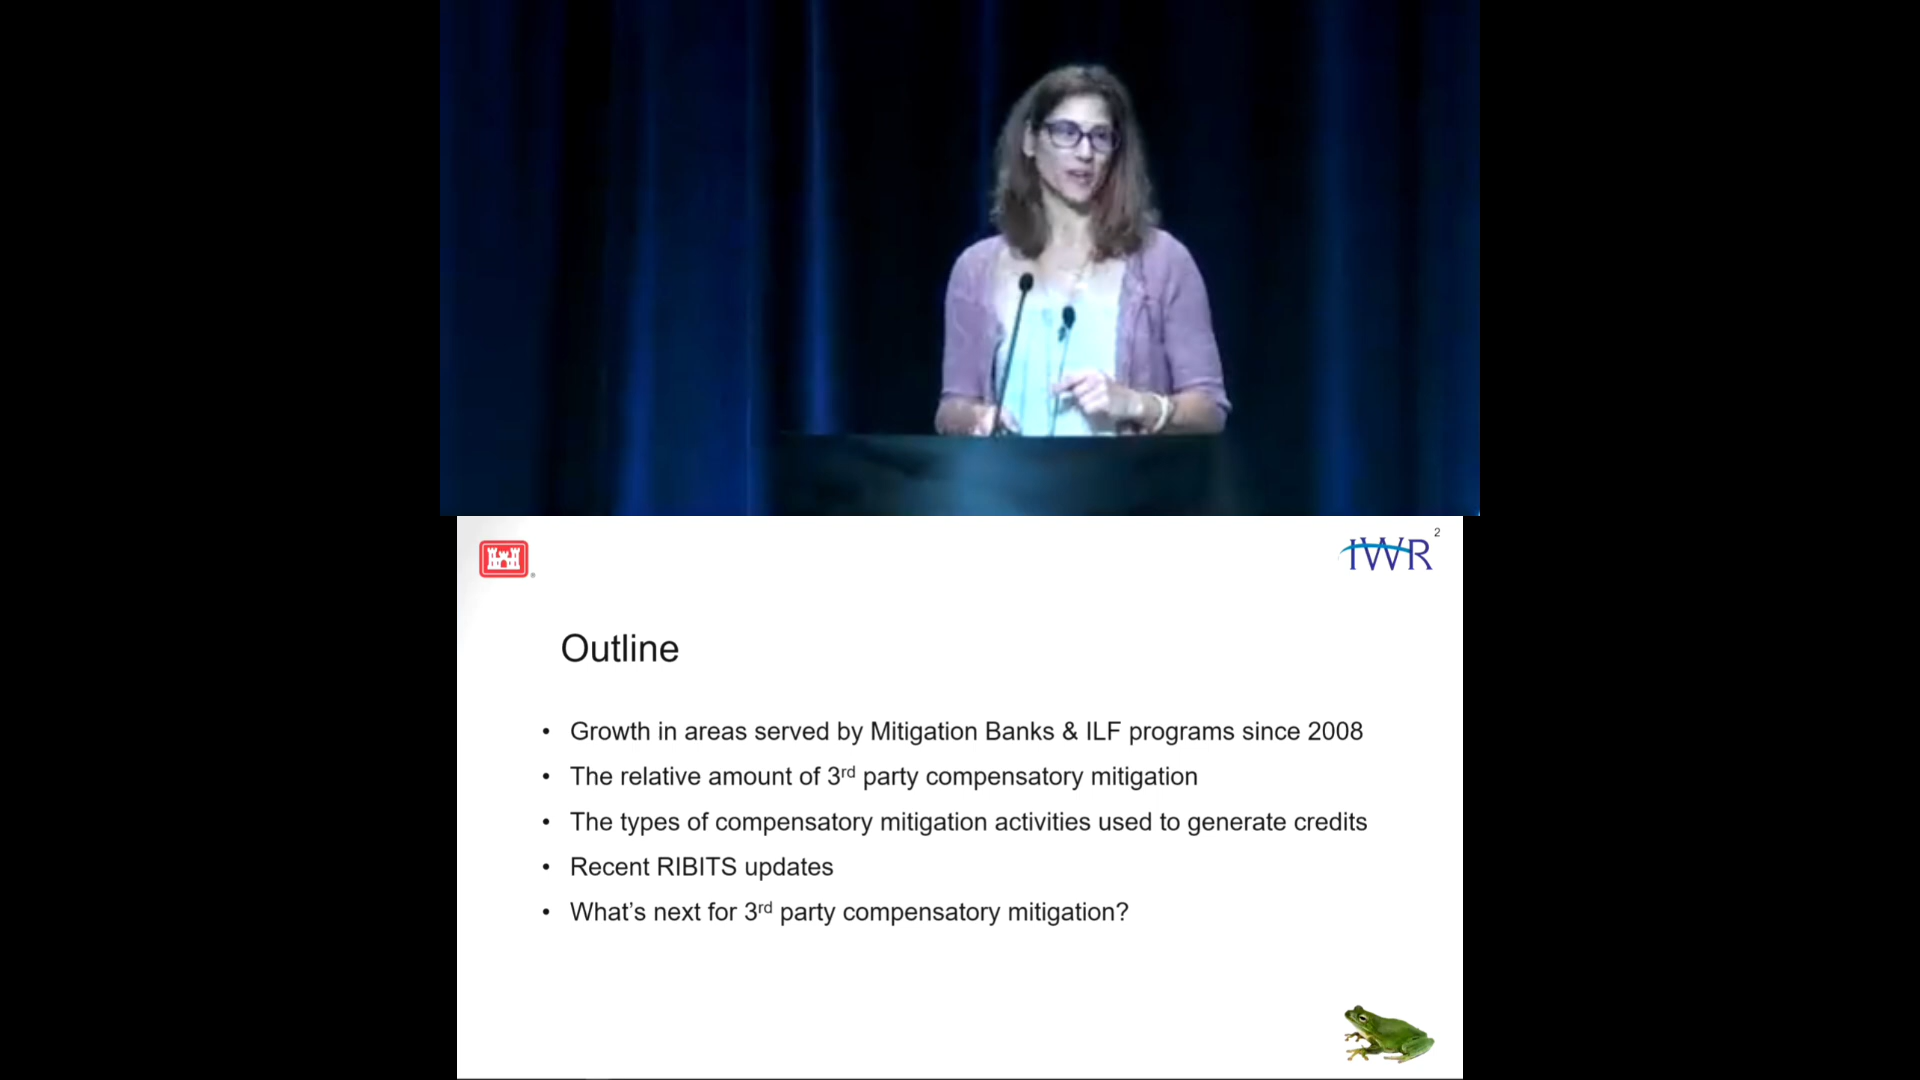 IWR
2
Outline
• Growth in areas served by Mitigation Banks & ILF programs since 2008
• The relative amount of 3rd party compensatory mitigation
• The types of compensatory mitigation activities used to generate credits
• Recent RIBITS updates
• What’s next for 3rd party compensatory mitigation?